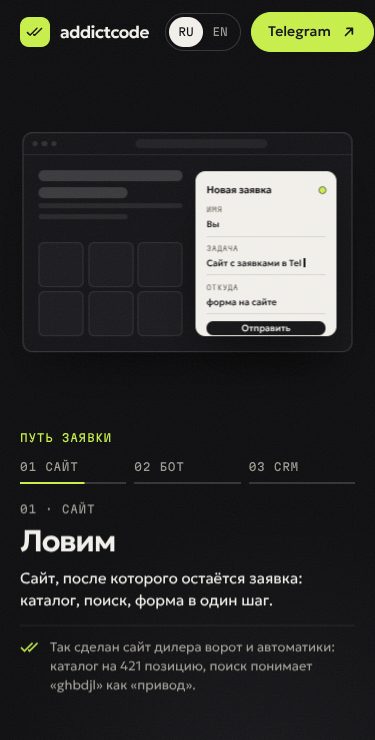 addictcode
RU EN
Telegram
Новая заявка
ИМЯ
Вы
ЗАДАЧА
Сайт с заявками в Tel
ОТКУДА
форма на сайте
Отправить
ПУТЬ ЗАЯВКИ
01 САЙТ 02 БОТ 03 CRM
01 · САЙТ
Ловим
Сайт, после которого остаётся заявка:
каталог, поиск, форма в один шаг.
Так сделан сайт дилера ворот и автоматики:
каталог на 421 позицию, поиск понимает
«ghbdjl» как «привод».